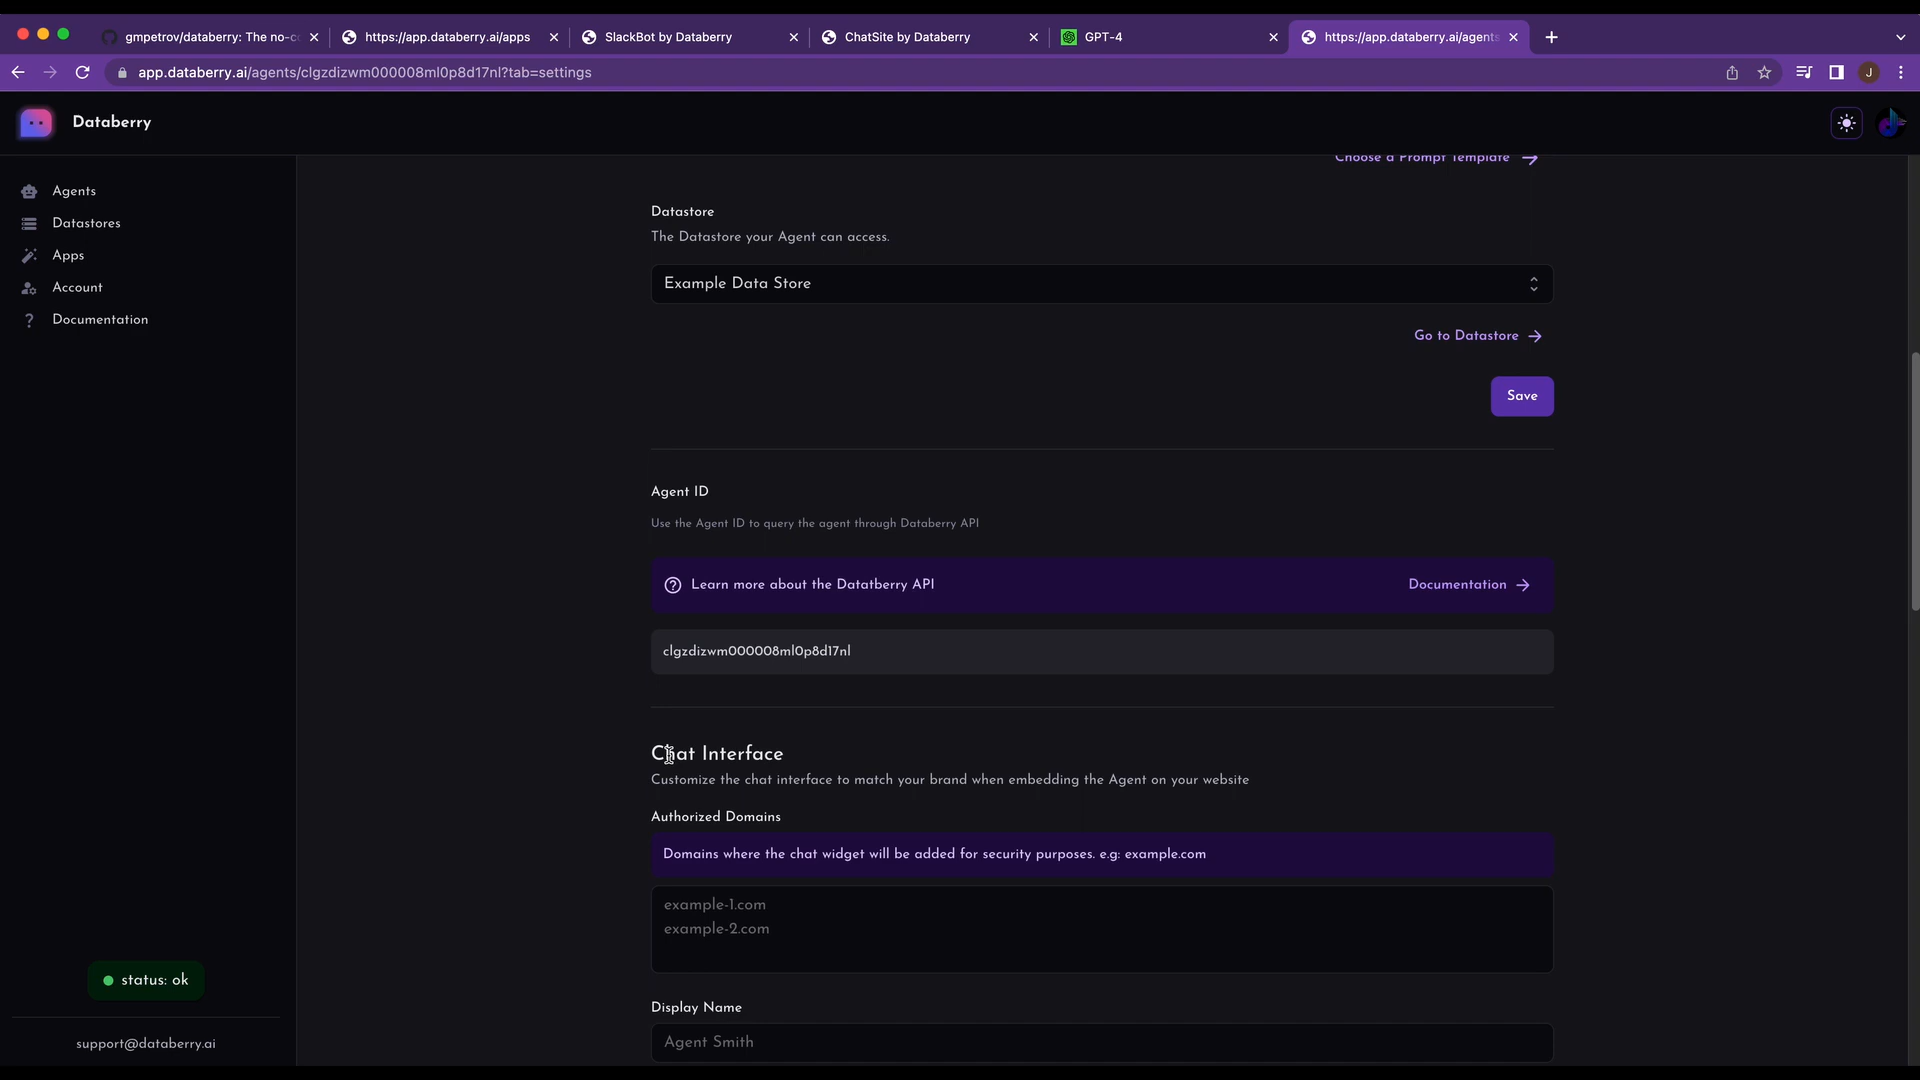 gmpetrov/databerry: The no-c
https://app.databerry.ai/apps
SlackBot by Databerry
ChatSite by Databerry
GPT-4
https://app.databerry.ai/agents
app.databerry.ai/agents/clgzdizwm000008ml0p8d17nl?tab=settings
J
Databerry
Agents
Datastores
Apps
Account
Documentation
Choose a Prompt Template
Datastore
The Datastore your Agent can access.
Example Data Store
Go to Datastore
Save
Agent ID
Use the Agent ID to query the agent through Databerry API
Learn more about the Datatberry API
Documentation
clgzdizwm000008ml0p8d17nl
Chat Interface
Customize the chat interface to match your brand when embedding the Agent on your website
Authorized Domains
Domains where the chat widget will be added for security purposes. e.g: example.com
example-1.com
example-2.com
Display Name
Agent Smith
status: ok
support@databerry.ai